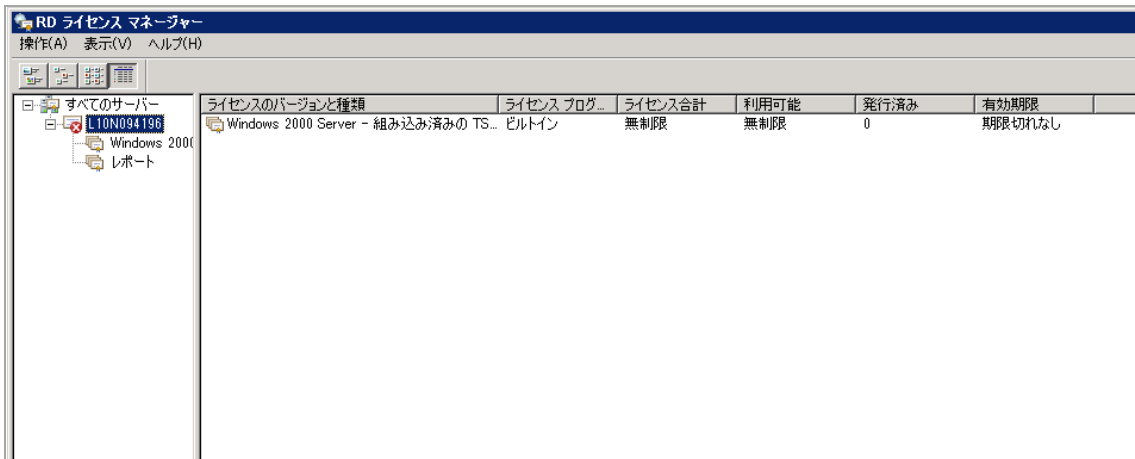 RD ライセンス マネージャー
操作(A) 表示(V) ヘルプ(H)
すべてのサーバー
L10N094196
Windows 200
レポート
ライセンスのバージョンと種類 ライセンス プログ... ライセンス合計 利用可能 発行済み 有効期限
Windows 2000 Server - 組み込み済みの TS... ビルトイン 無制限 無制限 0 期限切れなし